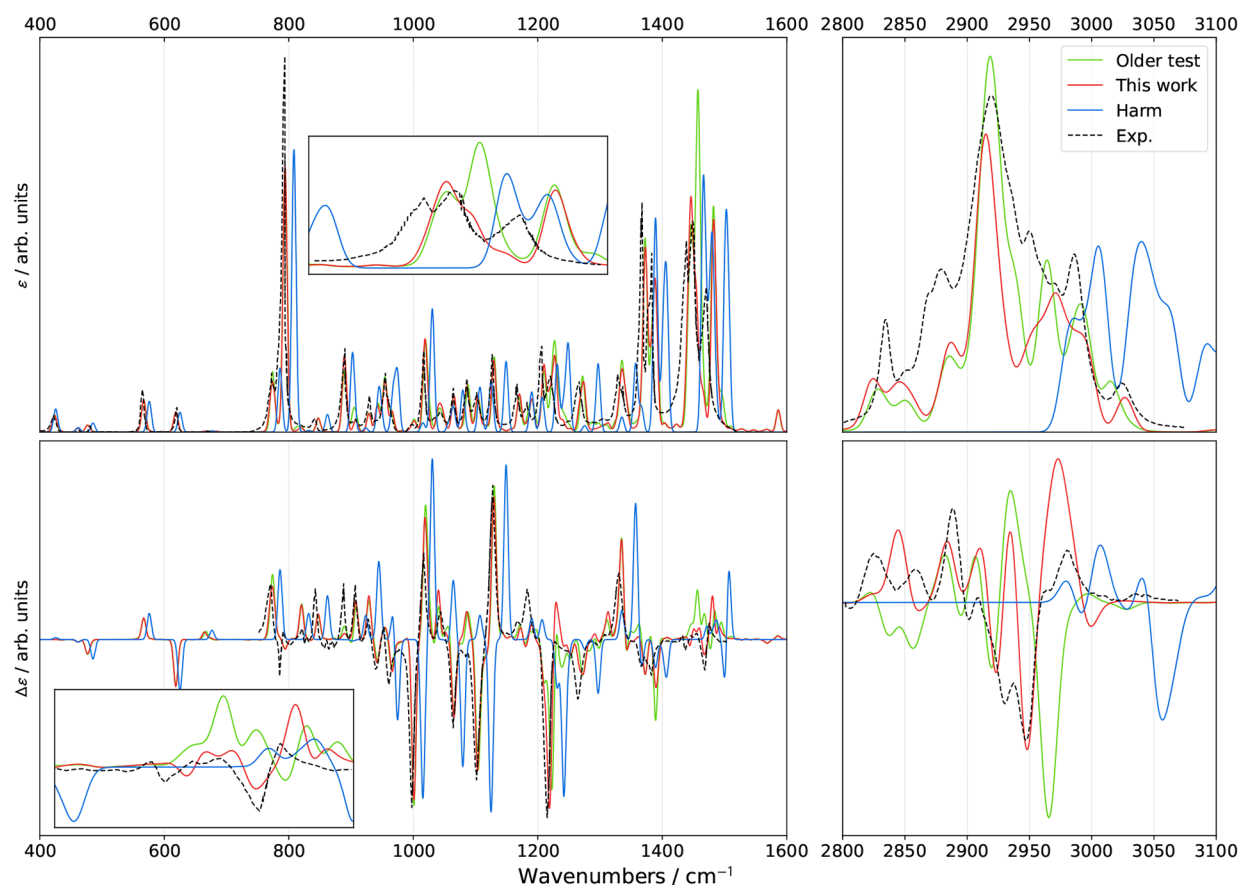 400 600 800 1000 1200 1400 1600
2800 2850 2900 2950 3000 3050 3100
Older test
This work
Harm
Exp.
ε / arb. units
Δε / arb. units
400 600 800 1000 1200 1400 1600
2800 2850 2900 2950 3000 3050 3100
Wavenumbers / cm⁻¹